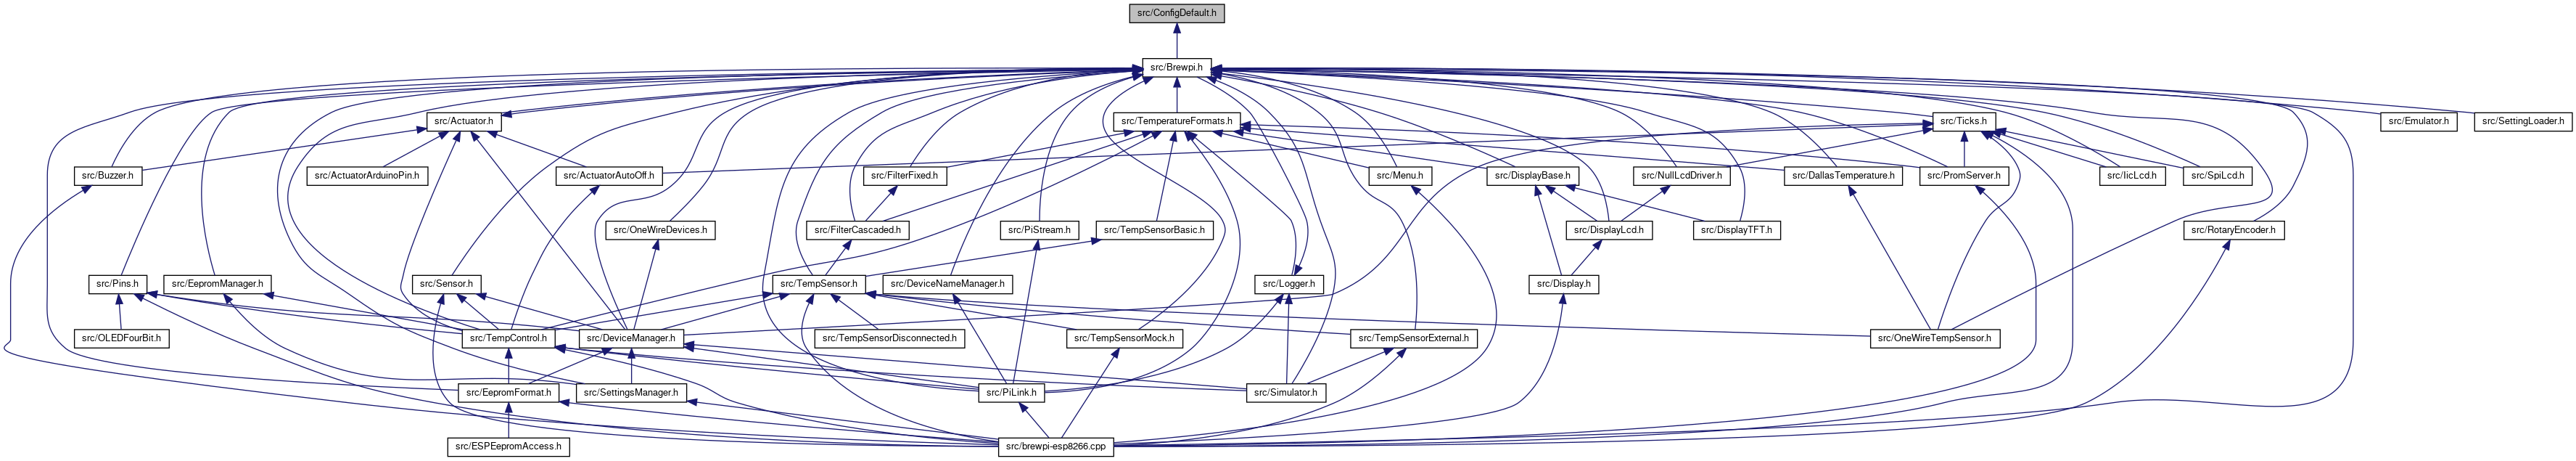 src/ConfigDefault.h
src/Brewpi.h
src/Actuator.h
src/TemperatureFormats.h
src/Ticks.h
src/Emulator.h
src/SettingLoader.h
src/Buzzer.h
src/ActuatorArduinoPin.h
src/ActuatorAutoOff.h
src/FilterFixed.h
src/Menu.h
src/DisplayBase.h
src/NullLcdDriver.h
src/DallasTemperature.h
src/PromServer.h
src/IicLcd.h
src/SpiLcd.h
src/OneWireDevices.h
src/FilterCascaded.h
src/PiStream.h
src/TempSensorBasic.h
src/DisplayLcd.h
src/DisplayTFT.h
src/RotaryEncoder.h
src/Pins.h
src/EepromManager.h
src/Sensor.h
src/TempSensor.h
src/DeviceNameManager.h
src/Logger.h
src/Display.h
src/OLEDFourBit.h
src/TempControl.h
src/DeviceManager.h
src/TempSensorDisconnected.h
src/TempSensorMock.h
src/TempSensorExternal.h
src/OneWireTempSensor.h
src/EepromFormat.h
src/SettingsManager.h
src/PiLink.h
src/Simulator.h
src/ESPEepromAccess.h
src/brewpi-esp8266.cpp